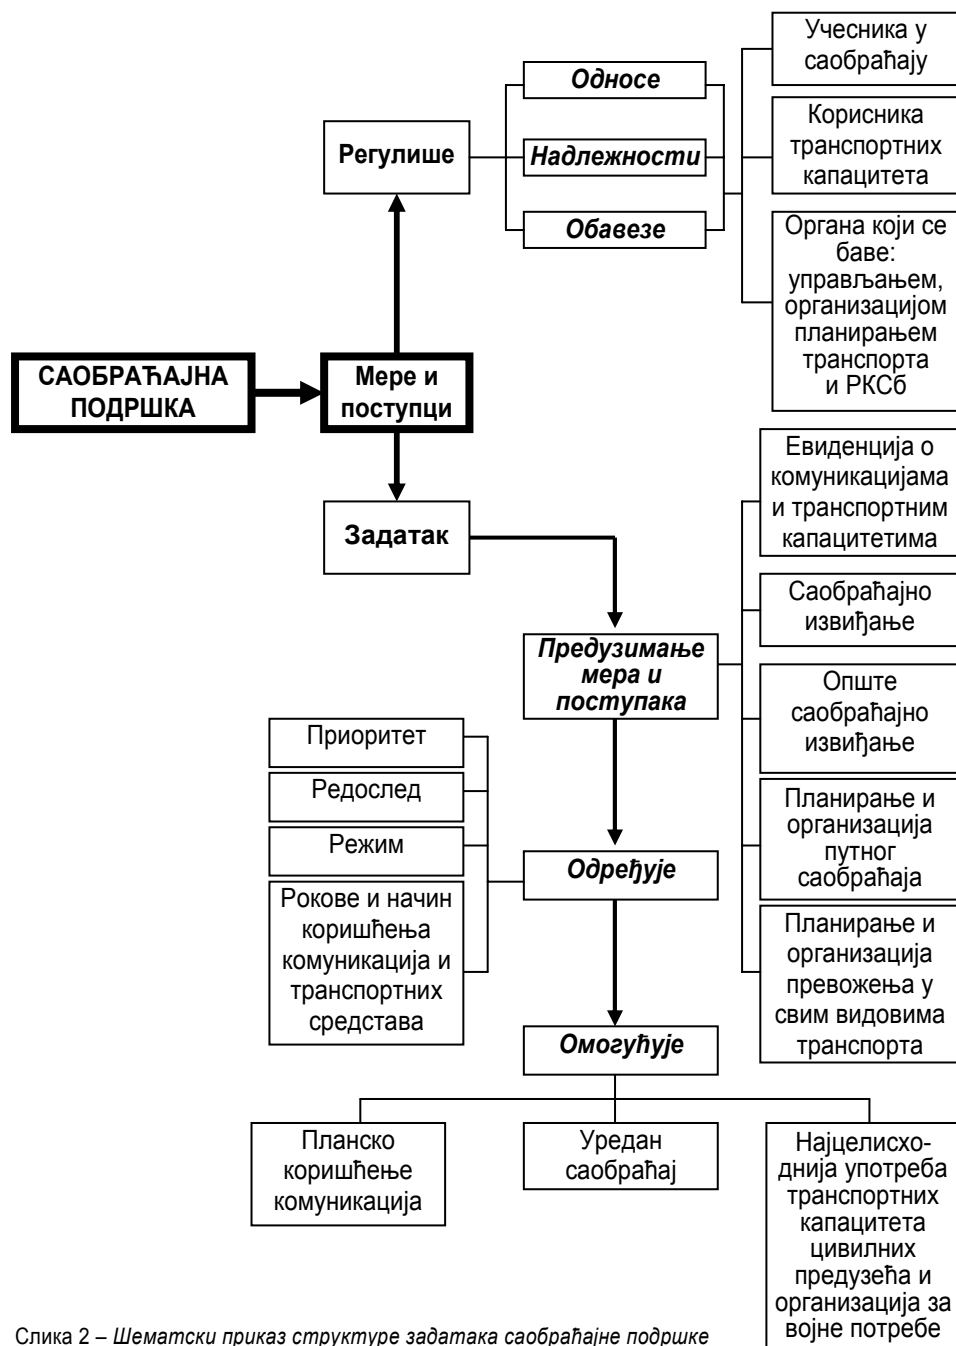 Учесника у
саобраћају
Односе
Корисника
транспортних
капацитета
Регулише
Надлежности
Обавезе
Органа који се
баве:
управљањем,
организацијом
планирањем
транспорта
и РКСб
САОБРАЋАЈНА
ПОДРШКА
Мере и
поступци
Задатак
Евиденција о
комуникацијама
и транспортним
капацитетима
Саобраћајно
извиђање
Предузимање
мера и
поступака
Опште
саобраћајно
извиђање
Приоритет
Редослед
Режим
Рокове и начин
коришћења
комуникација и
транспортних
средстава
Одређује
Планирање и
организација
путног
саобраћаја
Планирање и
организација
превожења у
свим видовима
транспорта
Омогућује
Планско
коришћење
комуникација
Уредан
саобраћај
Најцелисхо-
днија употреба
транспортних
капацитета
цивилних
предузећа и
организација за
војне потребе
Слика 2 – Шематски приказ структуре задатака саобраћајне подршке